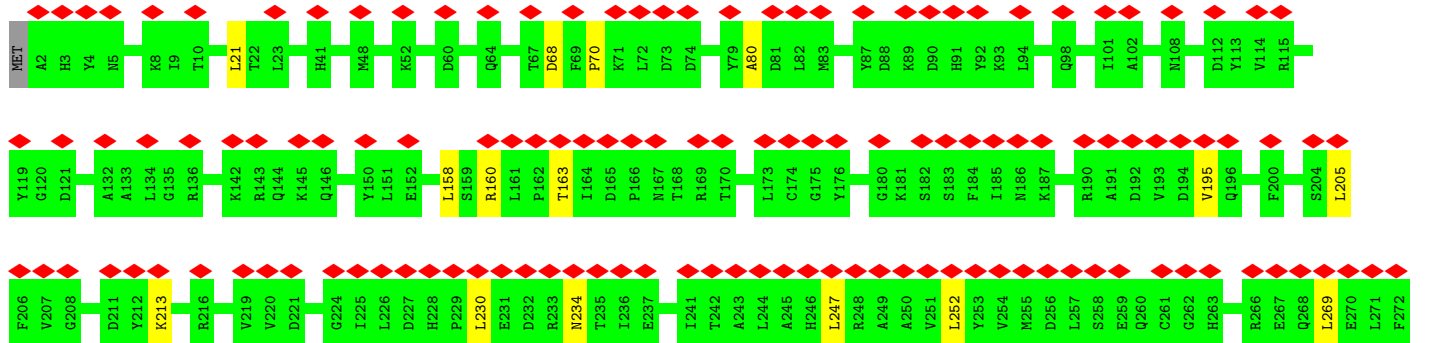 MET A2 H3 Y4 N5 K8 I9 T10 L21 T22 L23 H41 M48 K52 D60 Q64 T67 D68 F69 P70 K71 L72 D73 D74 Y79 A80 D81 L82 M83 Y87 D88 K89 D90 H91 Y92 K93 L94 Q98 I101 A102 N108 D112 Y113 V114 R115
Y119 G120 D121 A132 A133 L134 G135 R136 K142 R143 Q144 K145 Q146 Y150 L151 E152 L158 S159 R160 L161 P162 T163 I164 D165 P166 N167 T168 R169 T170 L173 C174 G175 Y176 G180 K181 S182 S183 F184 I185 N186 K187 R190 A191 D192 V193 D194 V195 Q196 F200 S204 L205
F206 V207 G208 D211 Y212 K213 R216 V219 V220 D221 G224 I225 L226 D227 H228 P229 L230 E231 D232 R233 N234 T235 I236 E237 I241 T242 A243 L244 A245 H246 L247 R248 A249 A250 V251 L252 Y253 V254 M255 D256 L257 S258 E259 Q260 C261 G262 H263 R266 E267 Q268 L269 E270 L271 F272